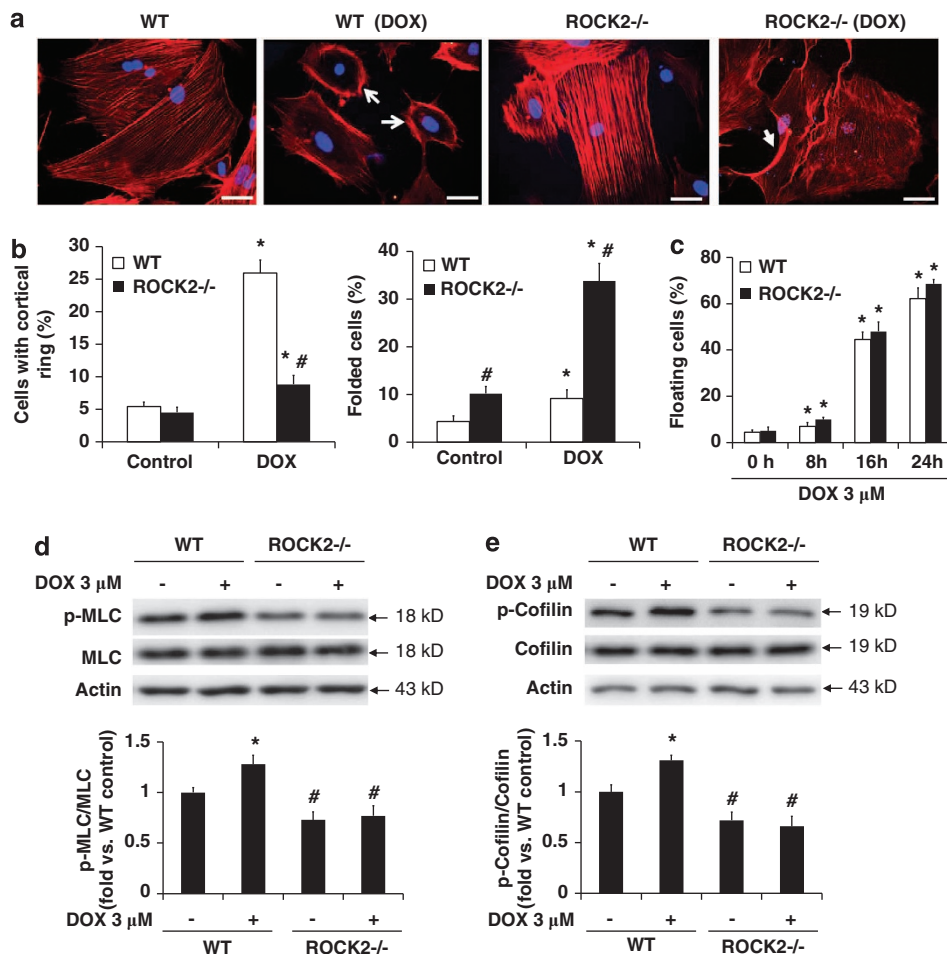 a
WT
WT (DOX)
ROCK2-/-
ROCK2-/- (DOX)
b
Cells with cortical
ring (%)
30
25
20
15
10
5
0
* 
* #
WT
ROCK2-/-
Control
DOX
Folded cells (%)
40
30
20
10
0
#
*
* #
WT
ROCK2-/-
Control
DOX
c
Floating cells (%)
80
60
40
20
0
WT
ROCK2-/-
* *
* *
* *
0 h
8h
16h
24h
DOX 3 μM
d
WT
ROCK2-/-
DOX 3 μM - + - +
p-MLC
18 kD
MLC
18 kD
Actin
43 kD
p-MLC/MLC
(fold vs. WT control)
1.5
1
0.5
0
*
#
#
DOX 3 μM - + - +
WT
ROCK2-/-
e
WT
ROCK2-/-
DOX 3 μM - + - +
p-Cofilin
19 kD
Cofilin
19 kD
Actin
43 kD
p-Cofilin/Cofilin
(fold vs. WT control)
1.5
1
0.5
0
*
#
#
DOX 3 μM - + - +
WT
ROCK2-/-